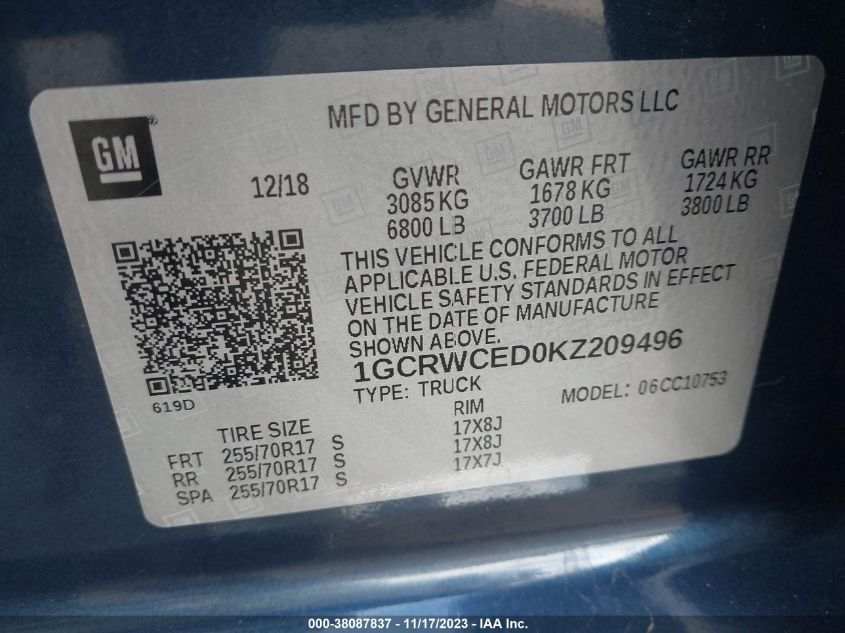 MFD BY GENERAL MOTORS LLC
GM®
12/18
GVWR
3085 KG
6800 LB
GAWR FRT
1678 KG
3700 LB
GAWR RR
1724 KG
3800 LB
THIS VEHICLE CONFORMS TO ALL
APPLICABLE U.S. FEDERAL MOTOR
VEHICLE SAFETY STANDARDS IN EFFECT
ON THE DATE OF MANUFACTURE
SHOWN ABOVE.
1GCRWCED0KZ209496
TYPE: TRUCK
MODEL: 06CC10753
619D
TIRE SIZE
RIM
FRT 255/70R17 S 17X8J
RR 255/70R17 S 17X8J
SPA 255/70R17 S 17X7J
000-38087837 - 11/17/2023 - IAA Inc.